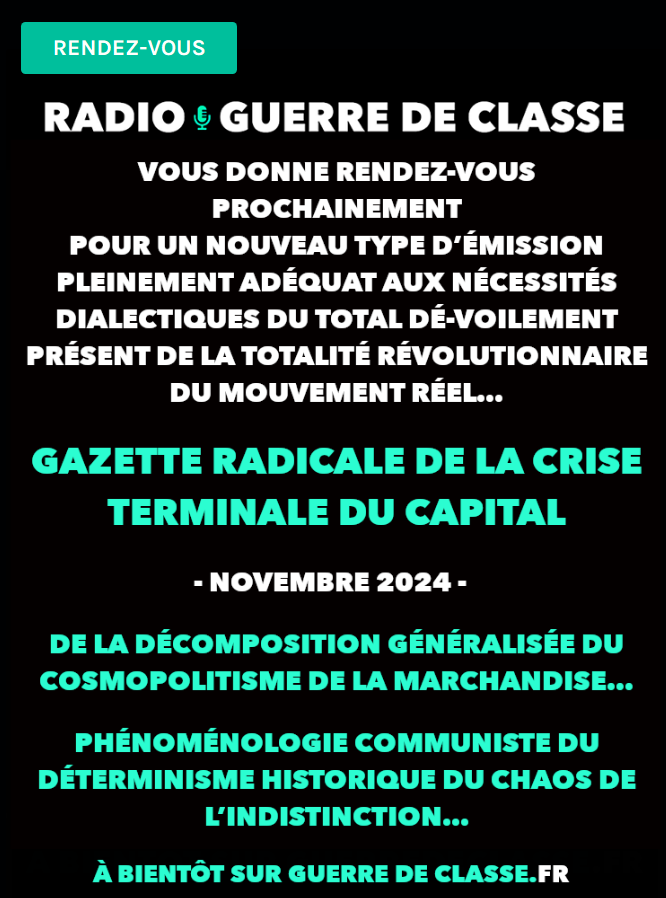 RENDEZ-VOUS
RADIO GUERRE DE CLASSE
VOUS DONNE RENDEZ-VOUS
PROCHAINEMENT
POUR UN NOUVEAU TYPE D’ÉMISSION
PLEINEMENT ADÉQUAT AUX NÉCESSITÉS
DIALECTIQUES DU TOTAL DÉ-VOILEMENT
PRÉSENT DE LA TOTALITÉ RÉVOLUTIONNAIRE
DU MOUVEMENT RÉEL...
GAZETTE RADICALE DE LA CRISE
TERMINALE DU CAPITAL
- NOVEMBRE 2024 -
DE LA DÉCOMPOSITION GÉNÉRALISÉE DU
COSMOPOLITISME DE LA MARCHANDISE...
PHÉNOMÉNOLOGIE COMMUNISTE DU
DÉTERMINISME HISTORIQUE DU CHAOS DE
L’INDISTINCTION...
À BIENTÔT SUR GUERRE DE CLASSE.FR